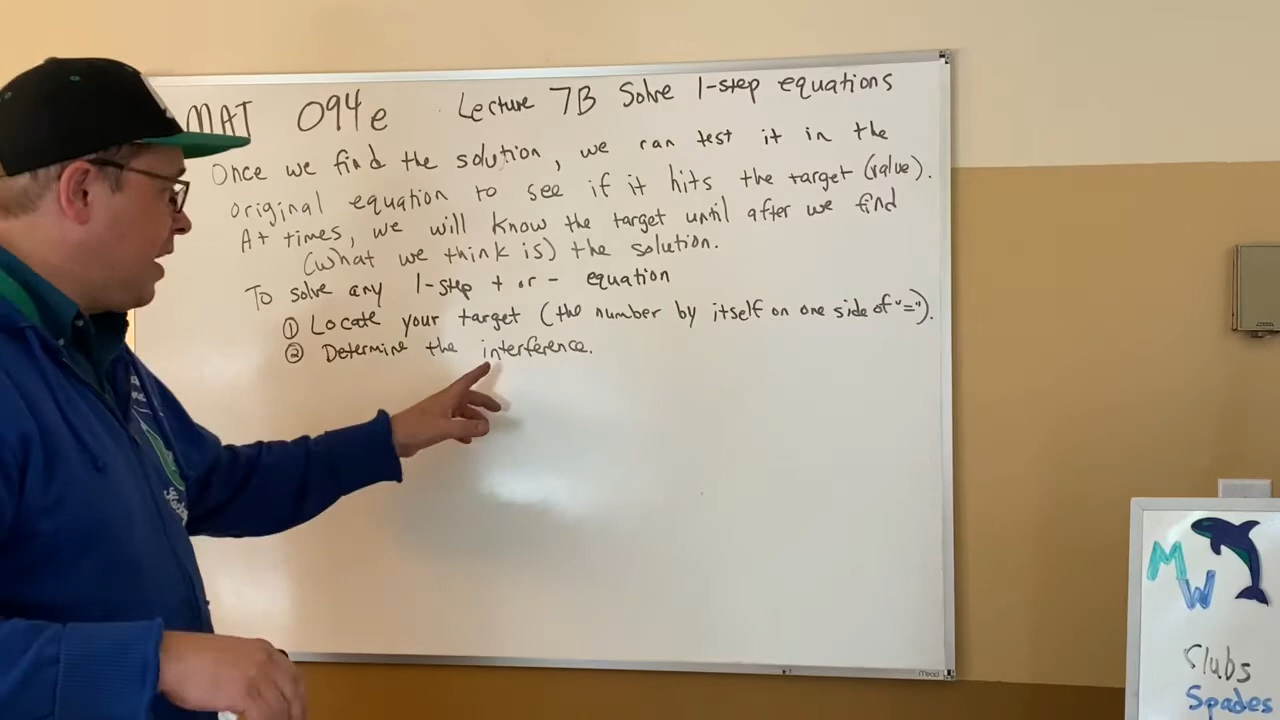 MAT 094e Lecture 7B Solve 1-step equations
Once we find the solution, we can test it in the
original equation to see if it hits the target (value).
At times, we will know the target until after we find
(what we think is) the solution.
To solve any 1-step + or - equation
① Locate your target (the number by itself on one side of "=").
② Determine the interference.
Mead
M
W
Clubs
Spades